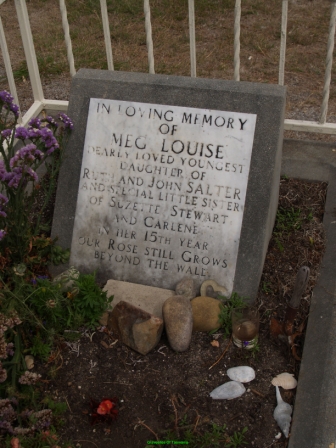 IN LOVING MEMORY
OF
MEG LOUISE
DEARLY LOVED YOUNGEST
DAUGHTER OF
RUTH AND JOHN SALTER
AND SPECIAL LITTLE SISTER
OF SUZETTE, STEWART,
AND CARLENE.
IN HER 15TH YEAR
OUR ROSE STILL GROWS
BEYOND THE WALL.